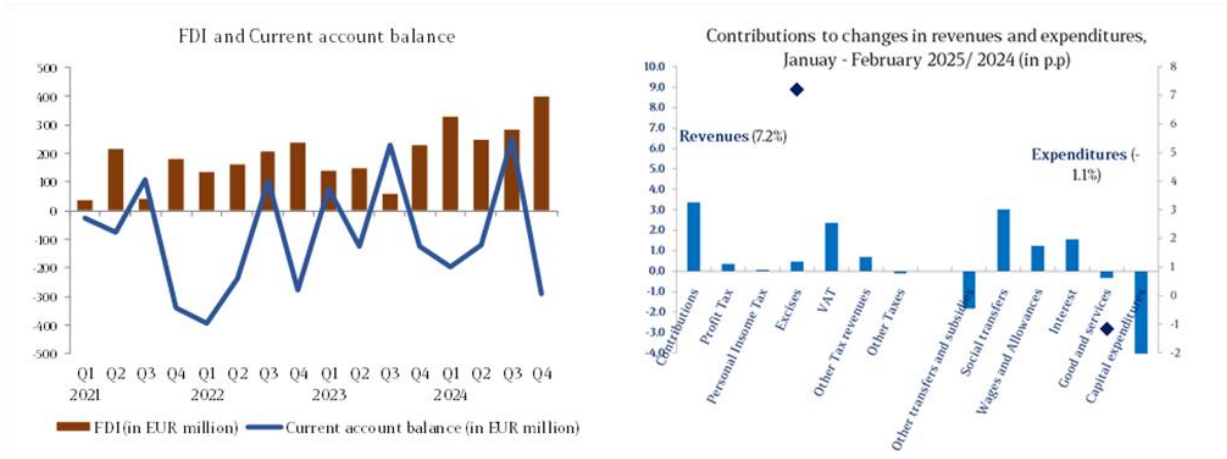 FDI and Current account balance
500
400
300
200
100
0
-100
-200
-300
-400
-500
Q1 Q2 Q3 Q4 Q1 Q2 Q3 Q4 Q1 Q2 Q3 Q4 Q1 Q2 Q3 Q4
2021 2022 2023 2024
FDI (in EUR million) Current account balance (in EUR million)
Contributions to changes in revenues and expenditures,
Januay - February 2025/ 2024 (in p.p)
10.0
9.0
8.0
7.0
6.0
5.0
4.0
3.0
2.0
1.0
0.0
-1.0
-2.0
-3.0
-4.0
Revenues (7.2%)
Expenditures (-
1.1%)
8
7
6
5
4
3
2
1
0
-1
-2
Contributions
Profit Tax
Personal Income Tax
Excises
VAT
Other Tax revenues
Other Taxes
Other transfers and subsidies
Social transfers
Wages and Allowances
Interest
Good and services
Capital expenditures